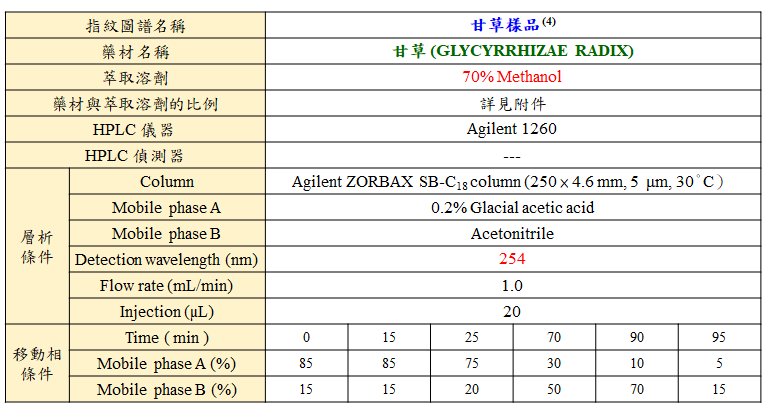 指紋圖譜名稱 甘草樣品(4)
藥材名稱 甘草 (GLYCYRRHIZAE RADIX)
萃取溶劑 70% Methanol
藥材與萃取溶劑的比例 詳見附件
HPLC 儀器 Agilent 1260
HPLC 偵測器 ---
層析條件
Column Agilent ZORBAX SB-C18 column (250 × 4.6 mm, 5 μm, 30°C)
Mobile phase A 0.2% Glacial acetic acid
Mobile phase B Acetonitrile
Detection wavelength (nm) 254
Flow rate (mL/min) 1.0
Injection (μL) 20
移動相條件
Time ( min ) 0 15 25 70 90 95
Mobile phase A (%) 85 85 75 30 10 5
Mobile phase B (%) 15 15 20 50 70 15